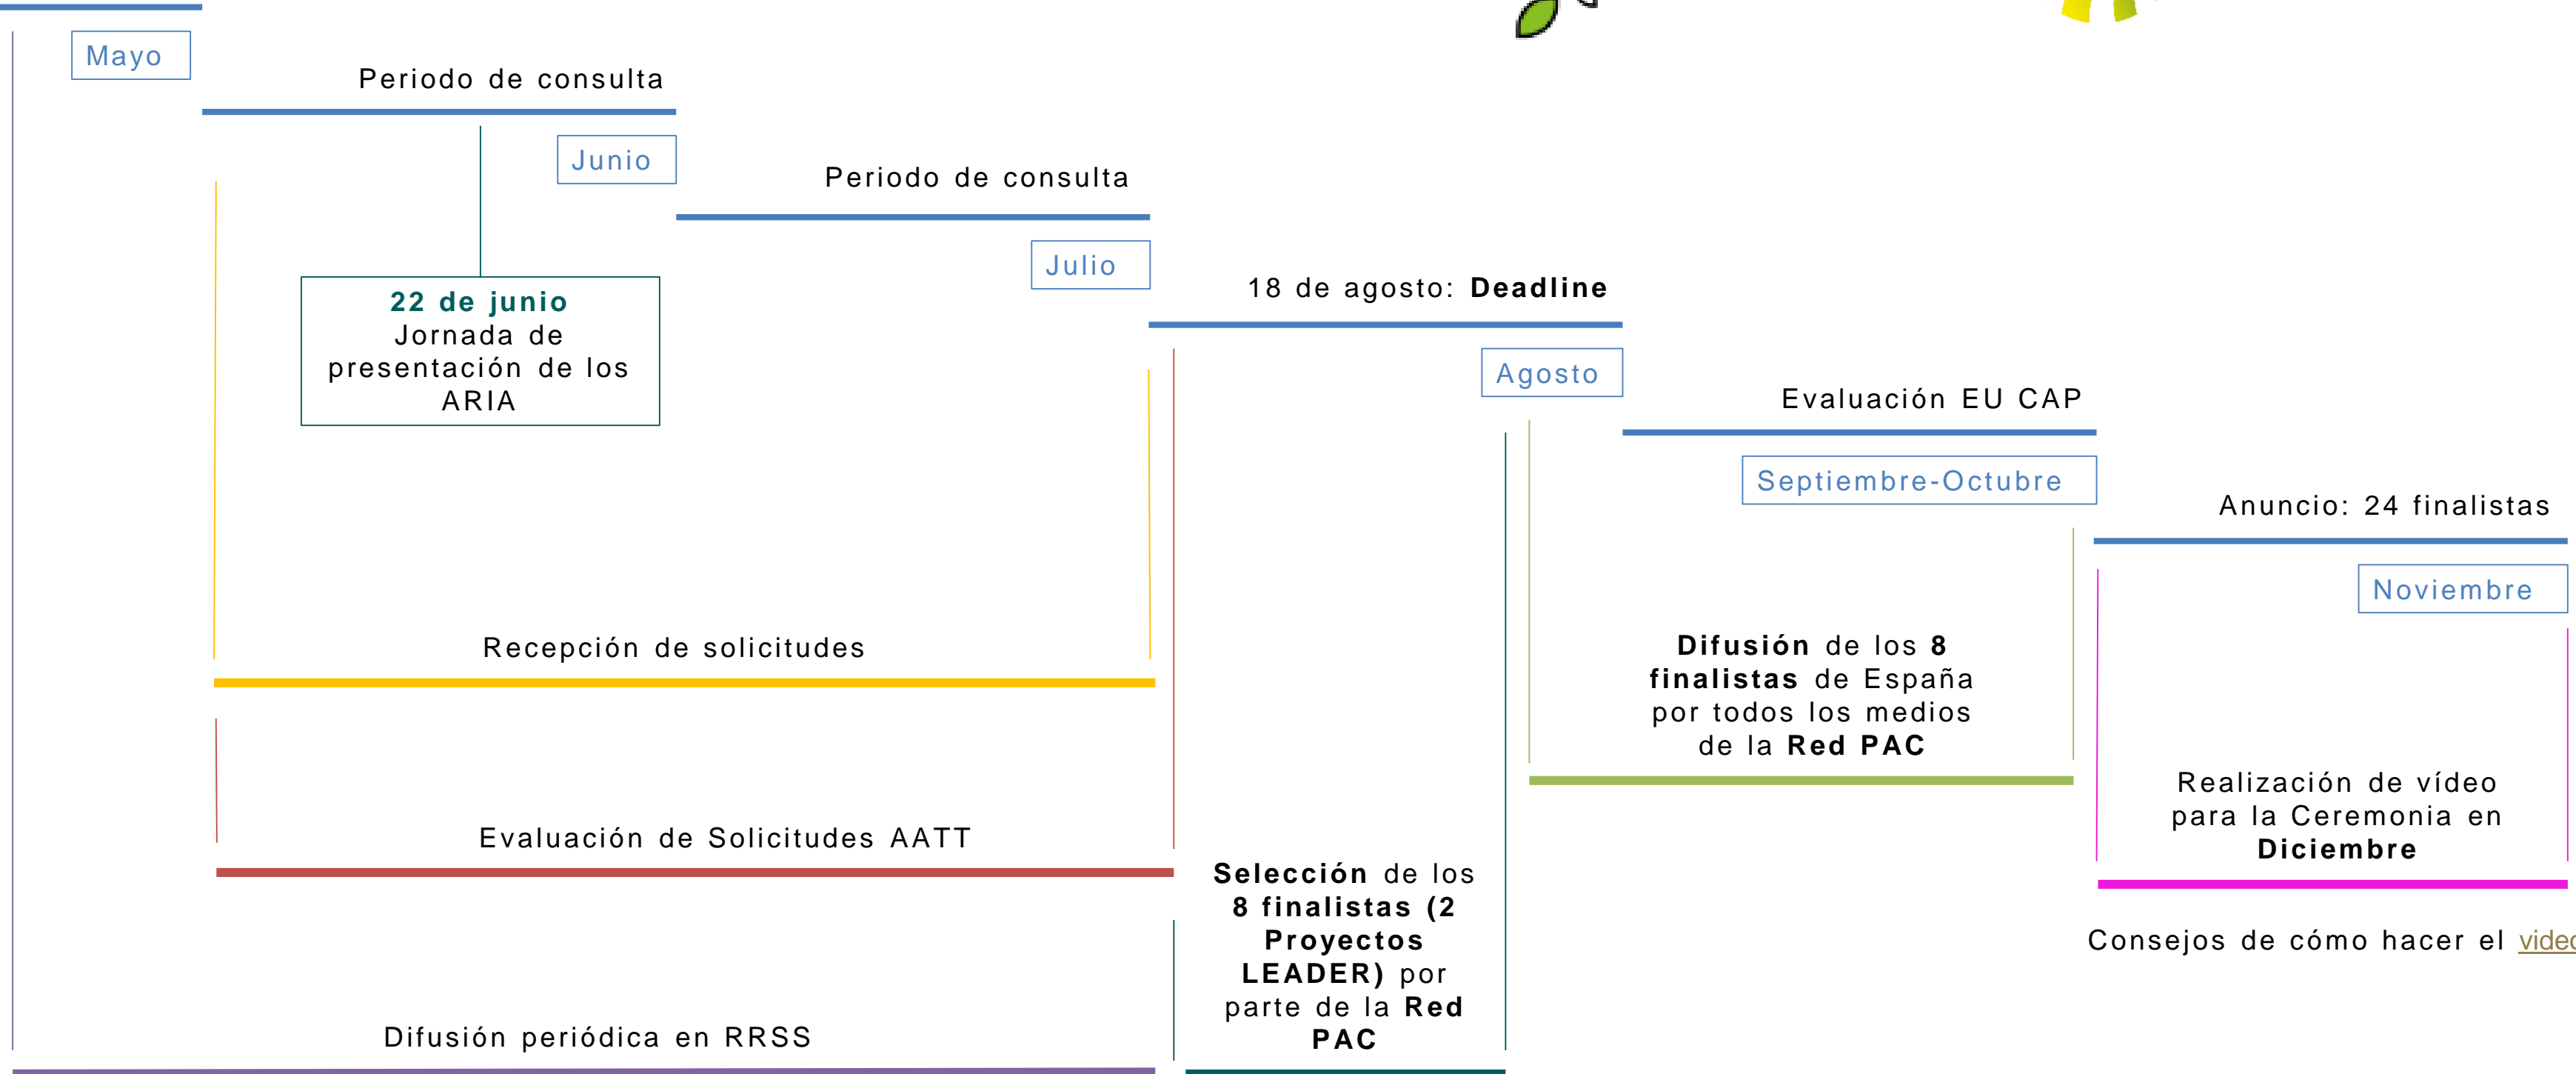 Mayo
Periodo de consulta
Junio
Periodo de consulta
Julio
22 de junio
Jornada de
presentación de los
ARIA
18 de agosto: Deadline
Agosto
Evaluación EU CAP
Septiembre-Octubre
Anuncio: 24 finalistas
Noviembre
Recepción de solicitudes
Difusión de los 8
finalistas de España
por todos los medios
de la Red PAC
Realización de vídeo
para la Ceremonia en
Diciembre
Evaluación de Solicitudes AATT
Selección de los
8 finalistas (2
Proyectos
LEADER) por
parte de la Red
PAC
Consejos de cómo hacer el video
Difusión periódica en RRSS